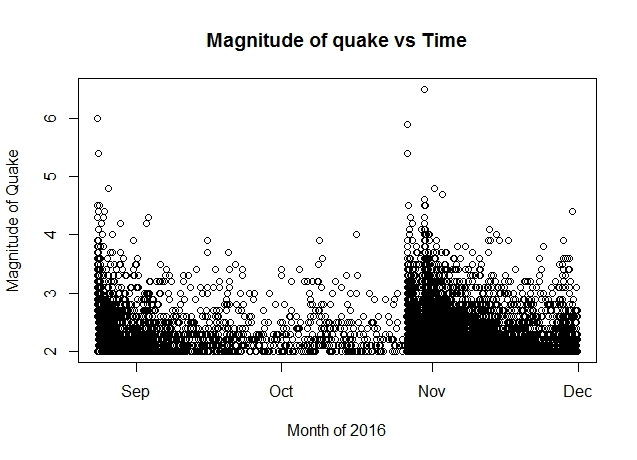 Magnitude of quake vs Time
Magnitude of Quake
6
5
4
3
2
Sep Oct Nov Dec
Month of 2016